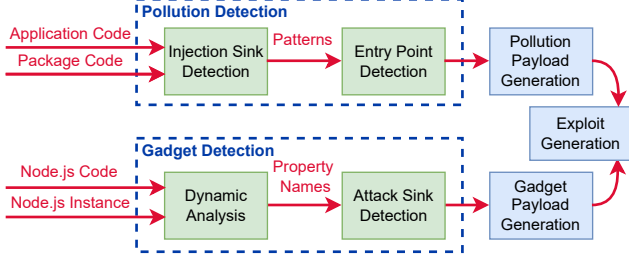 Pollution Detection
Application Code
Package Code
Injection Sink
Detection
Patterns
Entry Point
Detection
Pollution
Payload
Generation
Exploit
Generation
Gadget Detection
Node.js Code
Node.js Instance
Dynamic
Analysis
Property
Names
Attack Sink
Detection
Gadget
Payload
Generation